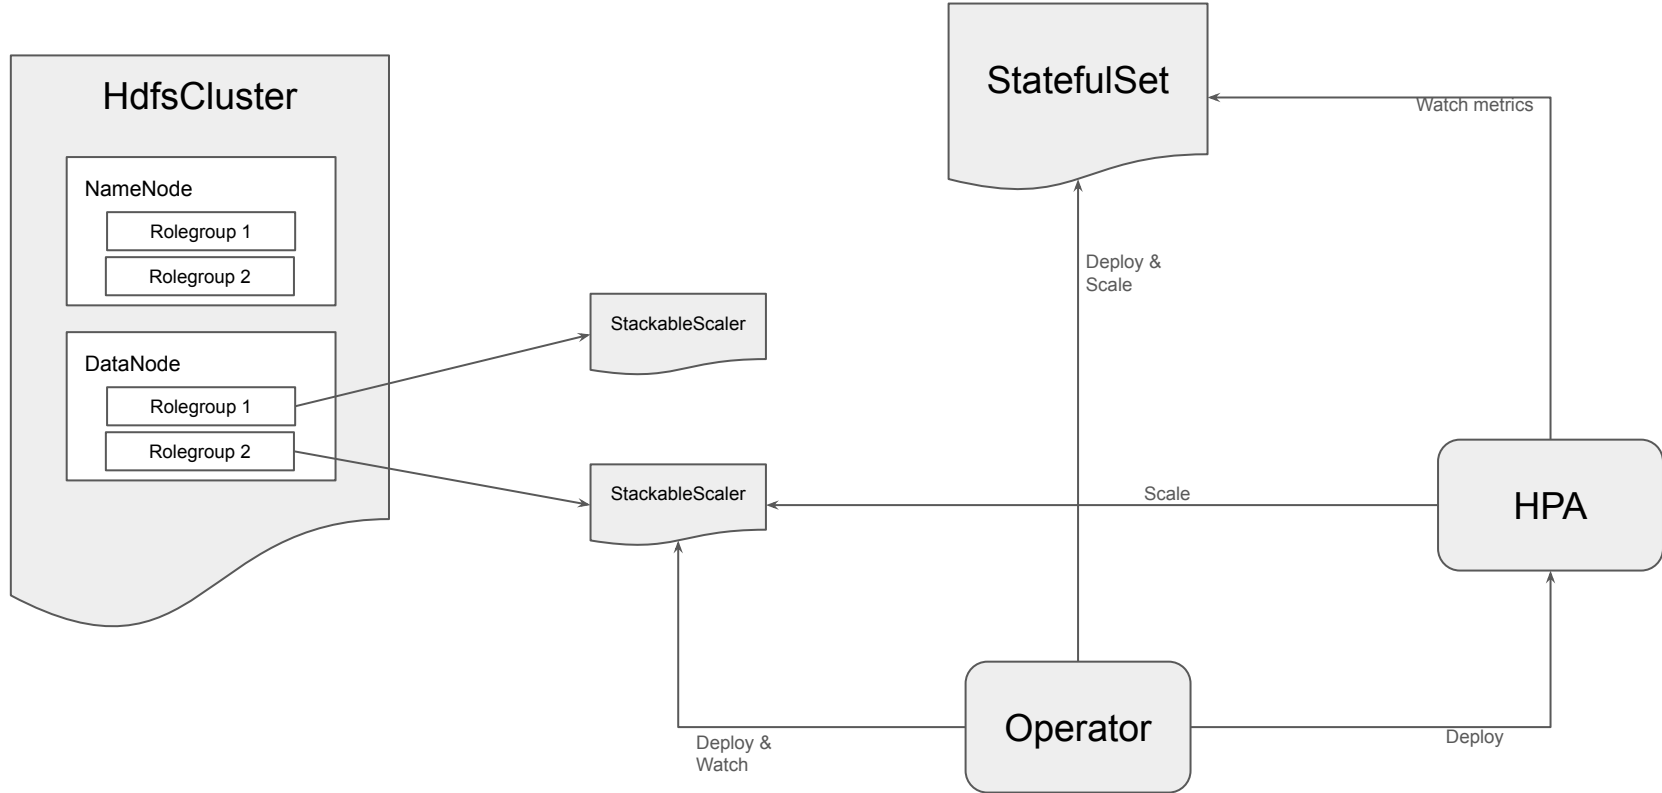 HdfsCluster
NameNode
Rolegroup 1
Rolegroup 2
DataNode
Rolegroup 1
Rolegroup 2
StackableScaler
StackableScaler
StatefulSet
Watch metrics
Deploy &
Scale
Scale
HPA
Operator
Deploy &
Watch
Deploy